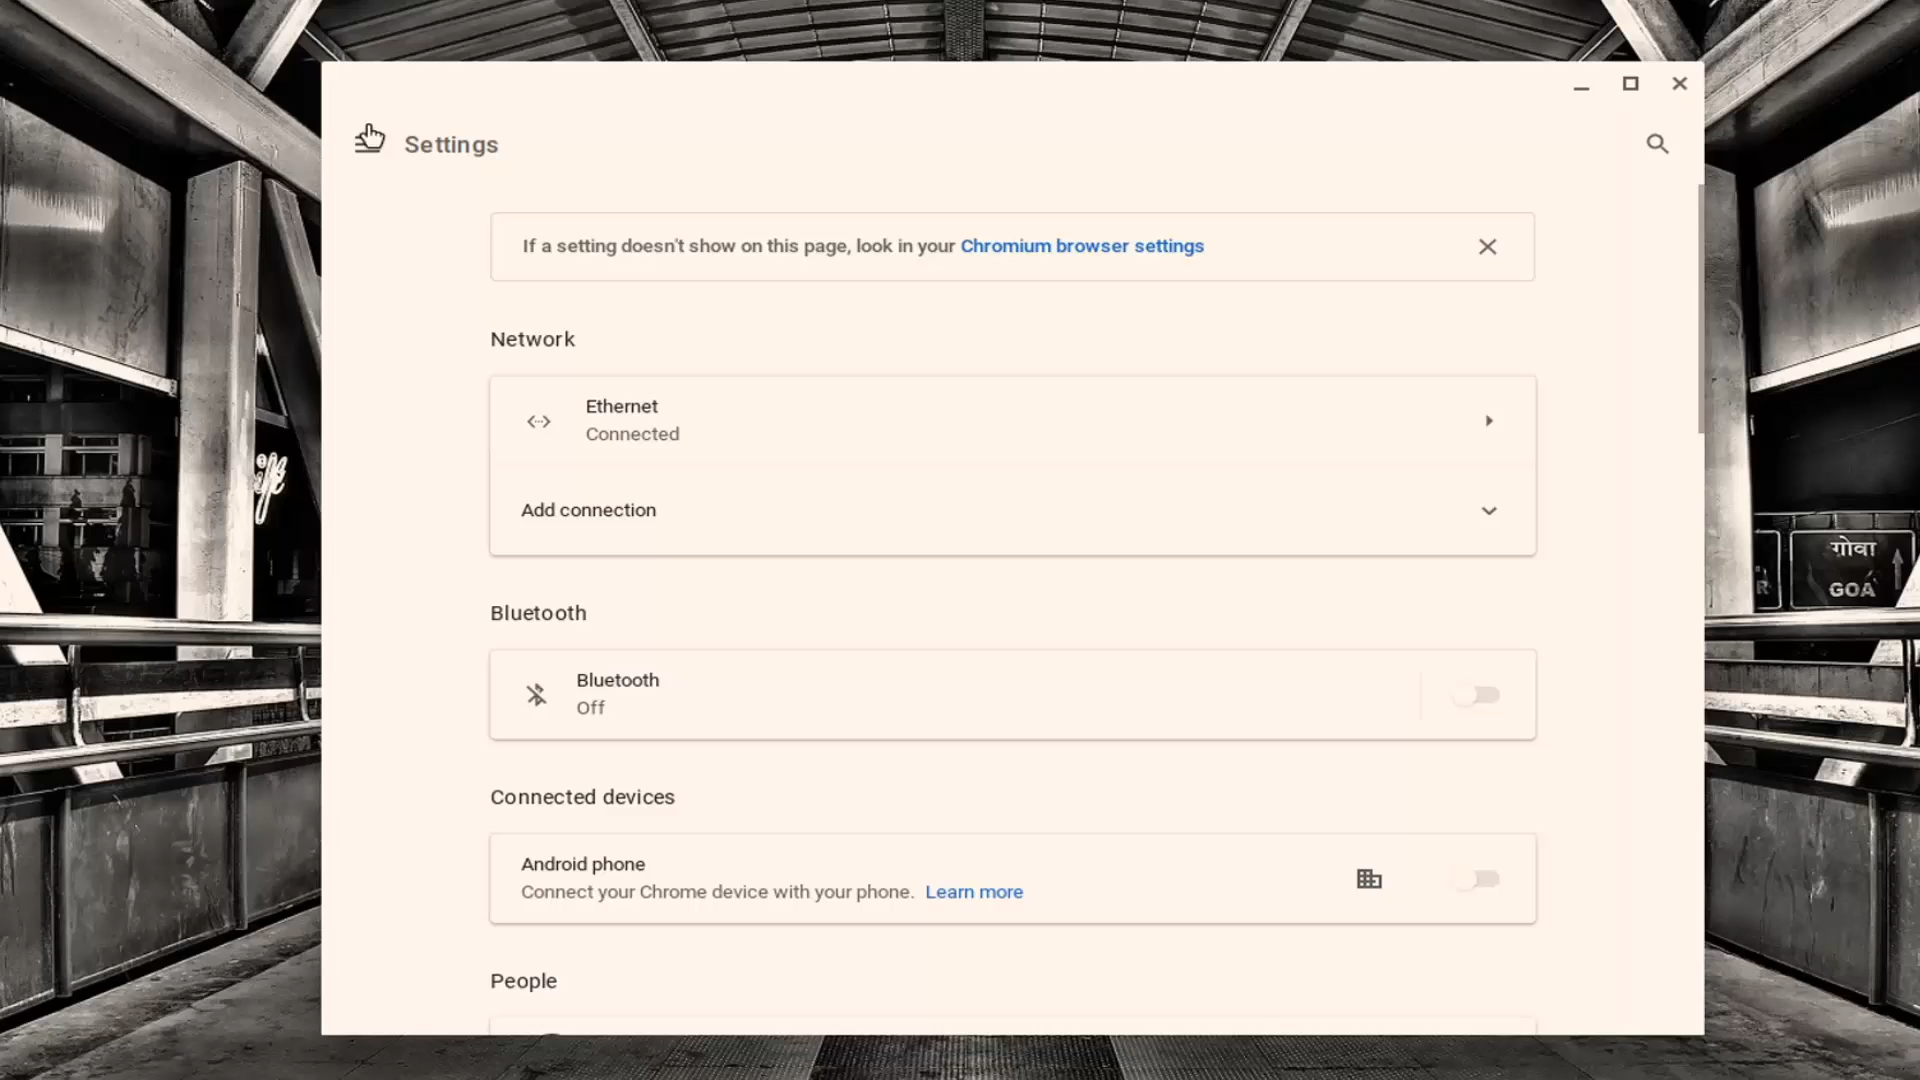 Settings
If a setting doesn't show on this page, look in your Chromium browser settings
Network
Ethernet
Connected
Add connection
Bluetooth
Bluetooth
Off
Connected devices
Android phone
Connect your Chrome device with your phone. Learn more
People
गोवा
GOA